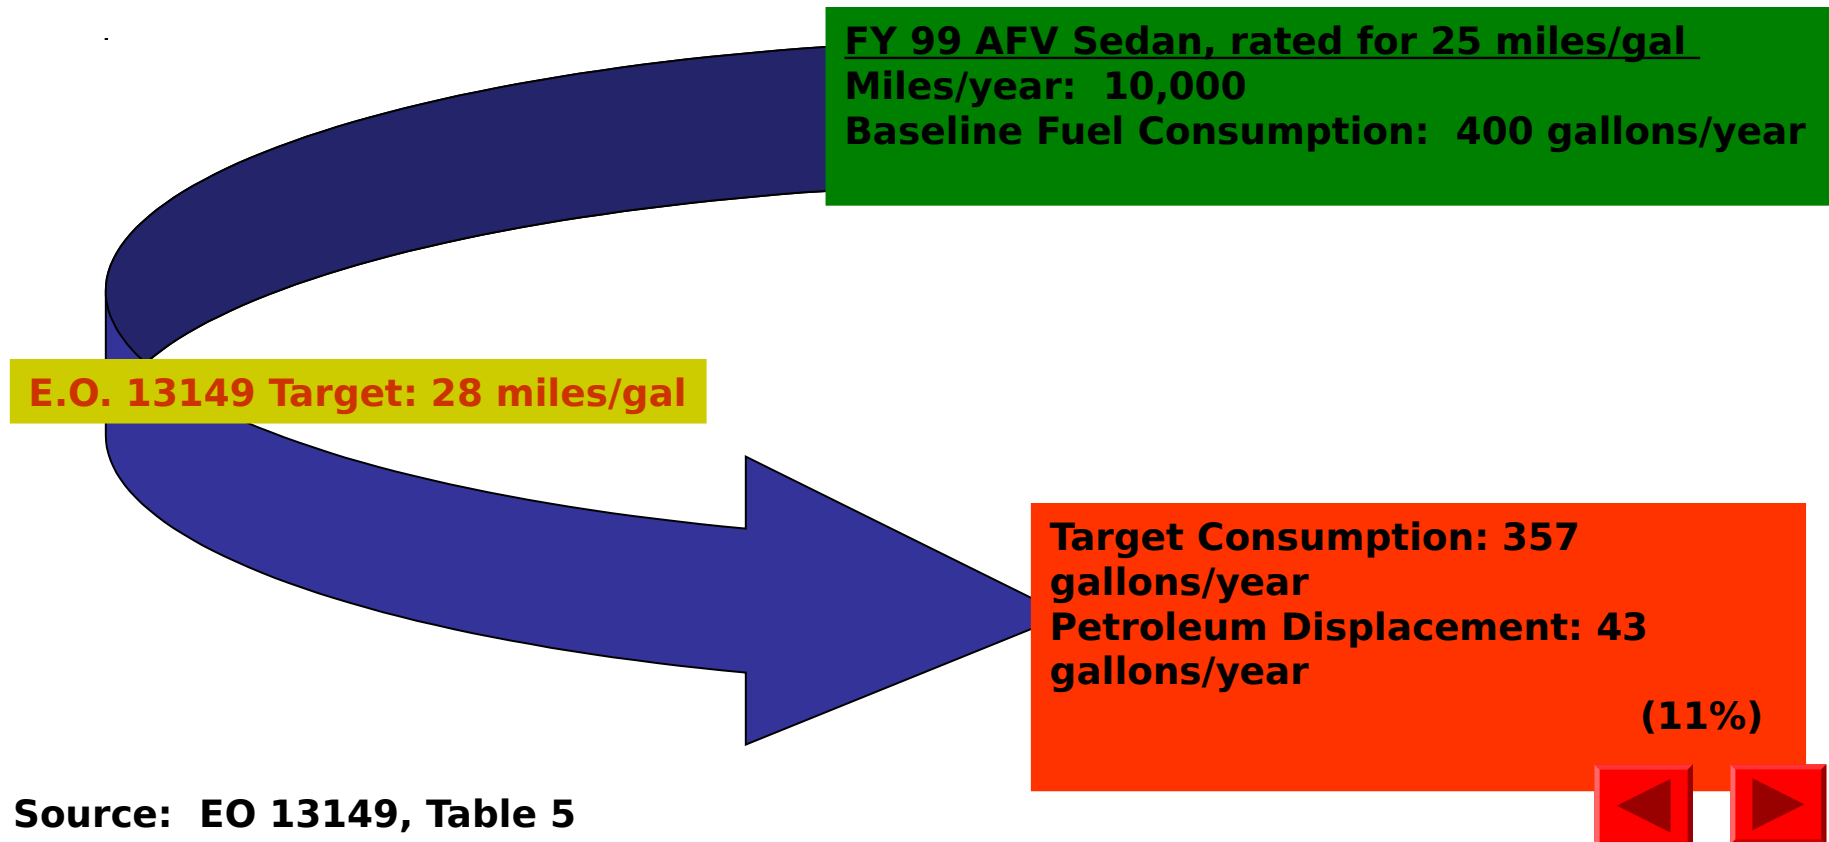 FY 99 AFV Sedan, rated for 25 miles/gal
Miles/year:  10,000
Baseline Fuel Consumption:  400 gallons/year
E.O. 13149 Target: 28 miles/gal
Target Consumption: 357
gallons/year
Petroleum Displacement: 43
gallons/year
(11%)
Source:  EO 13149, Table 5